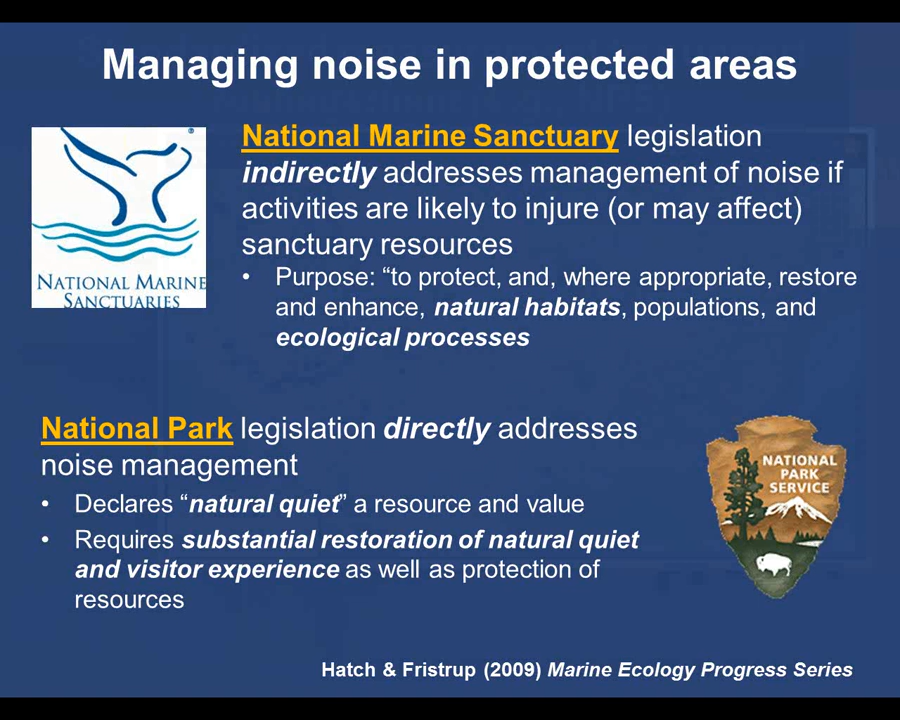 Managing noise in protected areas
®
NATIONAL MARINE
SANCTUARIES
National Marine Sanctuary legislation
indirectly addresses management of noise if
activities are likely to injure (or may affect)
sanctuary resources
• Purpose: “to protect, and, where appropriate, restore
and enhance, natural habitats, populations, and
ecological processes
National Park legislation directly addresses
noise management
• Declares “natural quiet” a resource and value
• Requires substantial restoration of natural quiet
and visitor experience as well as protection of
resources
NATIONAL
PARK
SERVICE
Hatch & Fristrup (2009) Marine Ecology Progress Series